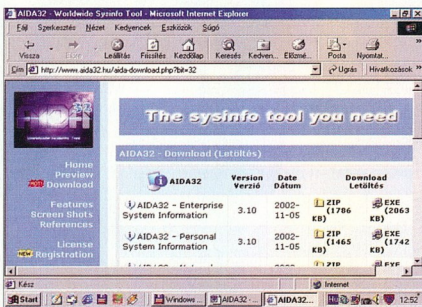 AIDA32 - Worldwide Sysinfo Tool - Microsoft Internet Explorer
Fájl Szerkesztés Nézet Kedvencek Eszközök Súgó
Vissza Leállítás Frissítés Kezdőlap Keresés Kedven... Előzmé... Posta Nyomtat...
Cím http://www.aida32.hu/aida-download.php?bit=32 Ugrás Hivatkozások
The sysinfo tool you need
AIDA32 - Download (Letöltés)
Home
Preview
HOT! Download
Features
Screen Shots
References
License
NEW Registration
AIDA32 Version Verzió Date Dátum Download Letöltés
AIDA32 - Enterprise System Information 3.10 2002-11-05 ZIP (1786 KB) EXE (2063 KB)
AIDA32 - Personal System Information 3.10 2002-11-05 ZIP (1465 KB) EXE (1742 KB)
Kész Internet
Start Windows... AIDA32 - ... AIDA32... 12:52